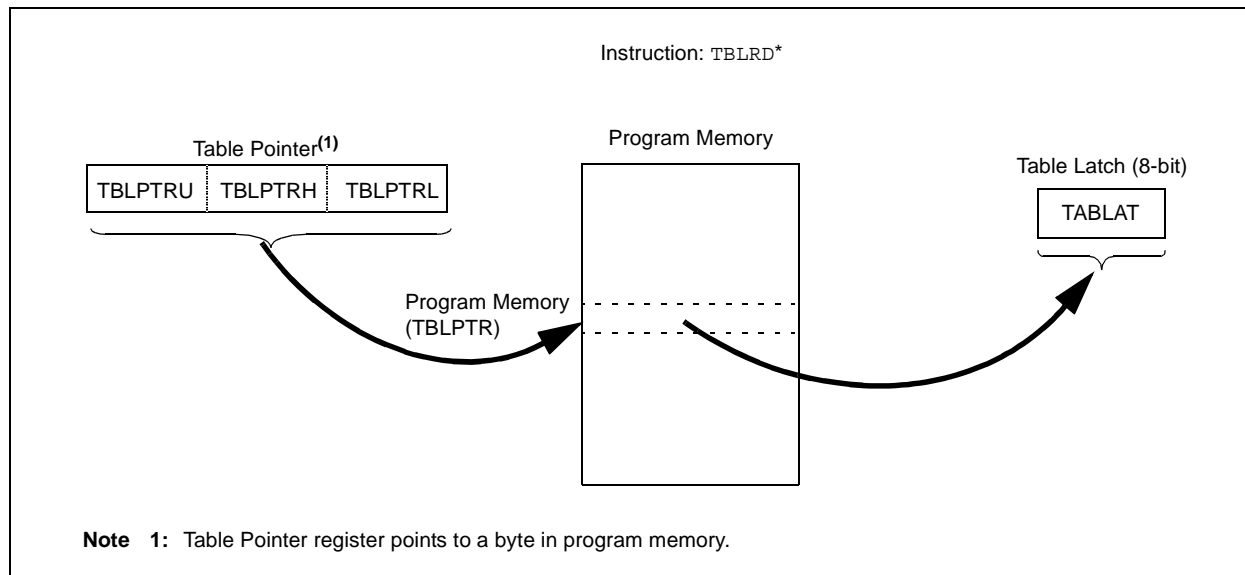 Instruction: TBLRD*
Table Pointer(1)
TBLPTRU TBLPTRH TBLPTRL
Program Memory
Table Latch (8-bit)
TABLAT
Program Memory
(TBLPTR)
Note 1: Table Pointer register points to a byte in program memory.